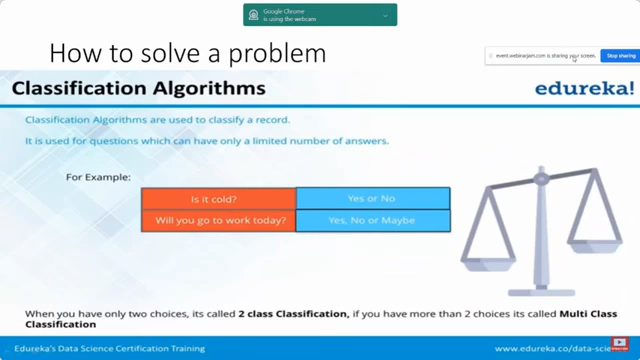 Google Chrome
is using the webcam
How to solve a problem
event.webinarjam.com is sharing your screen.
Stop sharing
Classification Algorithms
edureka!
Classification Algorithms are used to classify a record.
It is used for questions which can have only a limited number of answers.
For Example:
Is it cold? Yes or No
Will you go to work today? Yes, No or Maybe
When you have only two choices, its called 2 class Classification, if you have more than 2 choices its called Multi Class
Classification
Edureka's Data Science Certification Training
www.edureka.co/data-scie
SUBSCRIBE